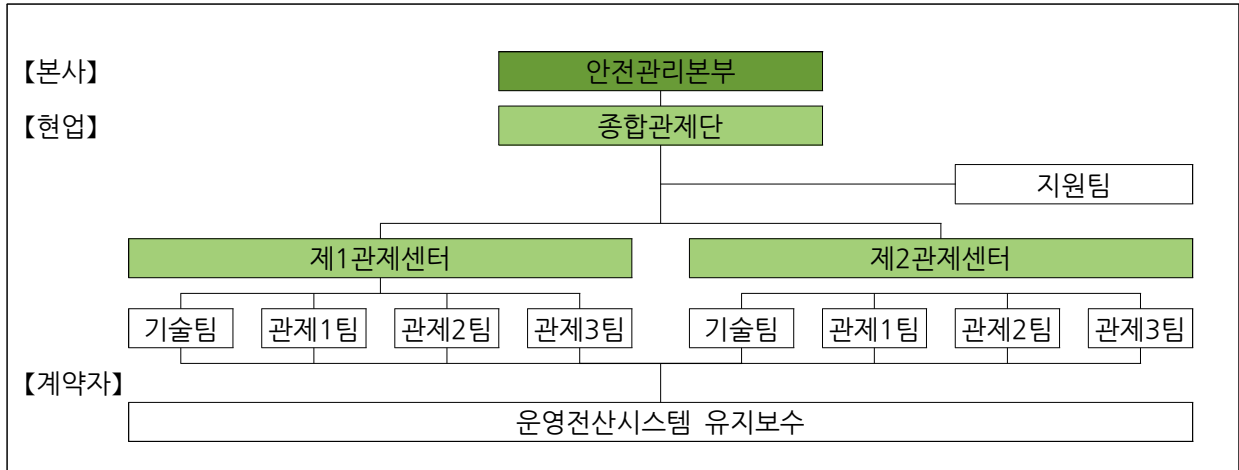 【본사】 안전관리본부
【현업】 종합관제단
지원팀
제1관제센터 제2관제센터
기술팀 관제1팀 관제2팀 관제3팀 기술팀 관제1팀 관제2팀 관제3팀
【계약자】
운영전산시스템 유지보수